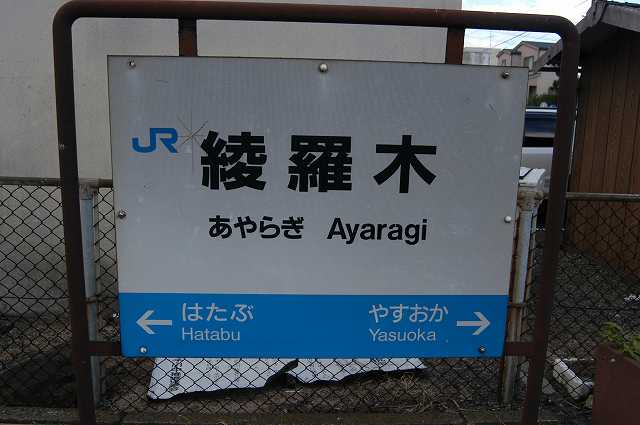 JR
綾羅木
あやらぎ Ayaragi
← はたぶ やすおか →
Hatabu Yasuoka